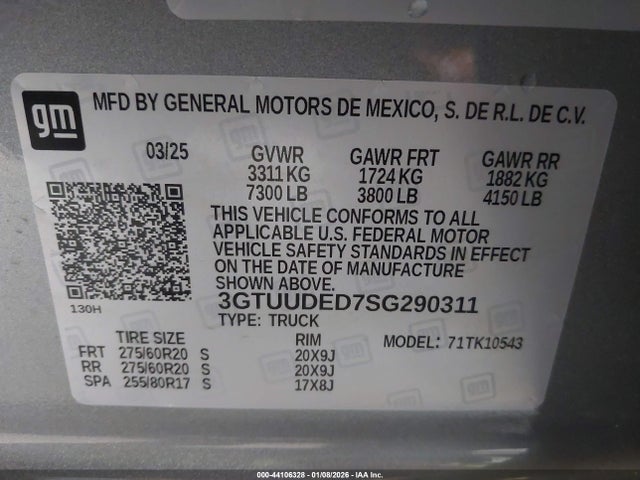 gm
MFD BY GENERAL MOTORS DE MEXICO, S. DE R.L. DE C.V.
03/25 GVWR GAWR FRT GAWR RR
3311 KG 1724 KG 1882 KG
7300 LB 3800 LB 4150 LB
THIS VEHICLE CONFORMS TO ALL
APPLICABLE U.S. FEDERAL MOTOR
VEHICLE SAFETY STANDARDS IN EFFECT
ON THE DATE OF MANUFACTURE
SHOWN ABOVE.
130H
3GTUUDED7SG290311
TYPE: TRUCK MODEL: 71TK10543
TIRE SIZE RIM
FRT 275/60R20 S 20X9J
RR 275/60R20 S 20X9J
SPA 255/80R17 S 17X8J
000-44106328 - 01/08/2026 - IAA Inc.